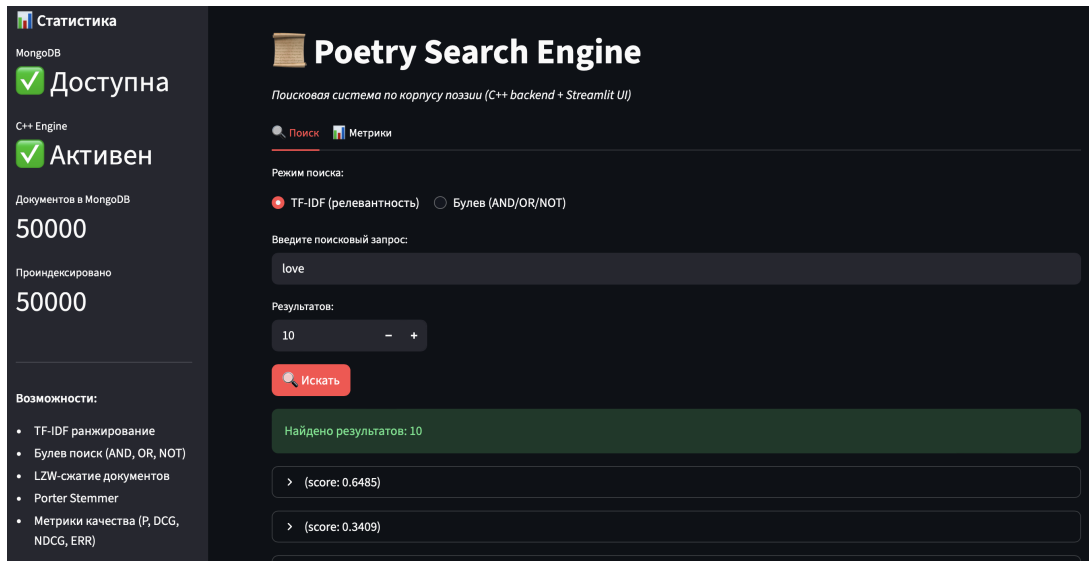 Статистика
MongoDB
Доступна
C++ Engine
Активен
Документов в MongoDB
50000
Проиндексировано
50000
Возможности:
• TF-IDF ранжирование
• Булев поиск (AND, OR, NOT)
• LZW-сжатие документов
• Porter Stemmer
• Метрики качества (P, DCG,
NDCG, ERR)
Poetry Search Engine
Поисковая система по корпусу поэзии (C++ backend + Streamlit UI)
Поиск Метрики
Режим поиска:
TF-IDF (релевантность) Булев (AND/OR/NOT)
Введите поисковый запрос:
love
Результатов:
10 − +
Искать
Найдено результатов: 10
(score: 0.6485)
(score: 0.3409)